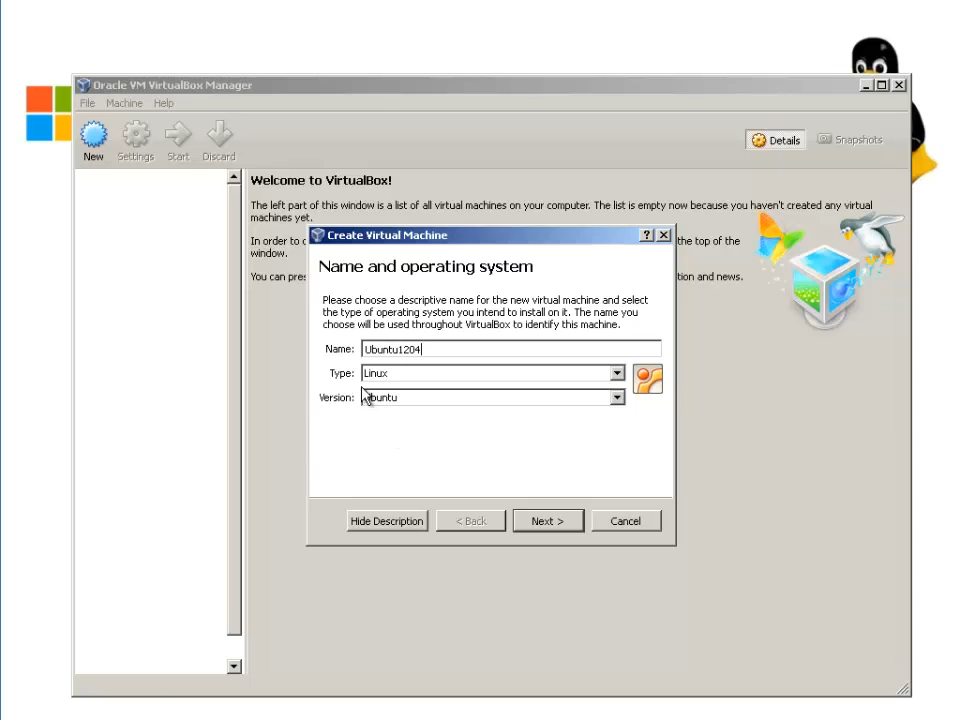 Oracle VM VirtualBox Manager
File Machine Help
New Settings Start Discard
Details Snapshots
Welcome to VirtualBox!
The left part of this window is a list of all virtual machines on your computer. The list is empty now because you haven't created any virtual
machines yet.
In order to
the top of the
window.
You can
tion and news.
Create Virtual Machine
Name and operating system
Please choose a descriptive name for the new virtual machine and select
the type of operating system you intend to install on it. The name you
choose will be used throughout VirtualBox to identify this machine.
Name: Ubuntu1204
Type: Linux
Version: Ubuntu
Hide Description < Back Next > Cancel